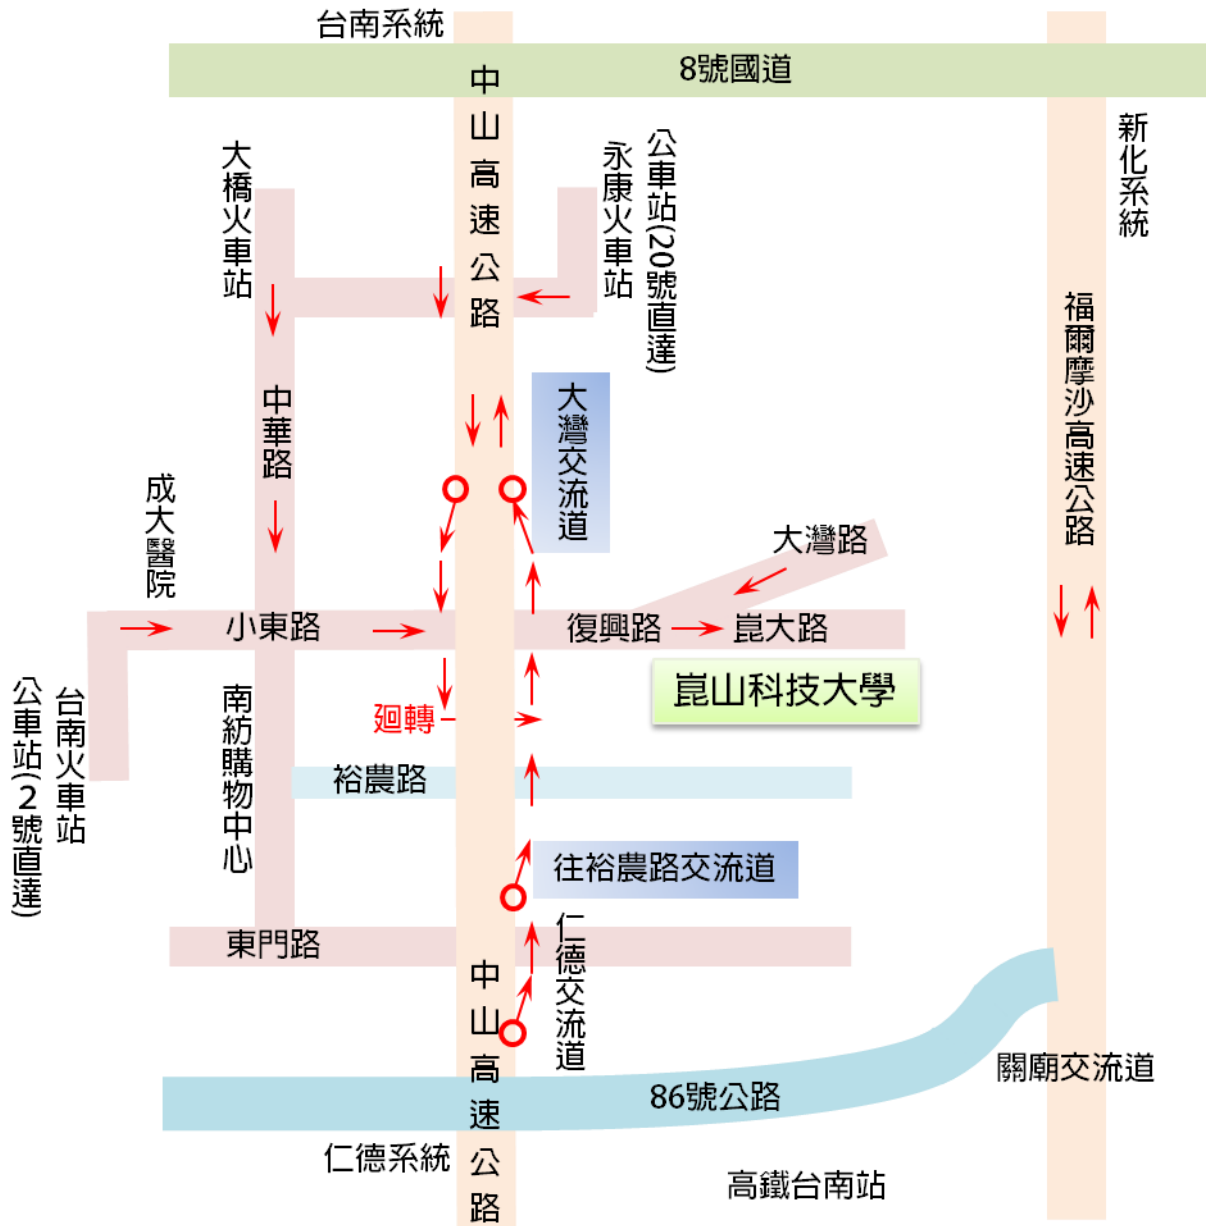 台南系統
8號國道
中山高速公路
新化系統
大橋火車站
永康火車站
公車站(20號直達)
福爾摩沙高速公路
中華路
大灣交流道
成大醫院
大灣路
小東路
復興路
崑大路
崑山科技大學
廻轉
公車站(2號直達)
台南火車站
南紡購物中心
裕農路
往裕農路交流道
東門路
仁德交流道
中山高速公路
關廟交流道
86號公路
仁德系統
高鐵台南站